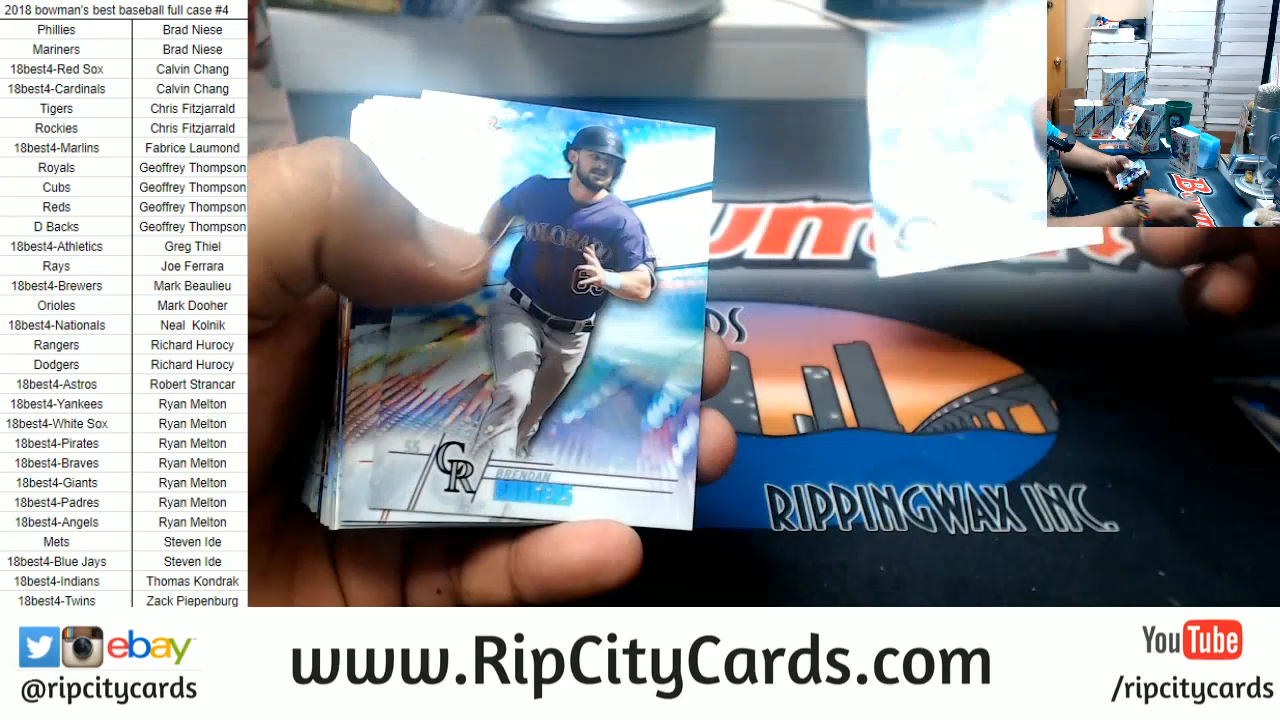 2018 bowman's best baseball full case #4
Phillies Brad Niese
Mariners Brad Niese
18best4-Red Sox Calvin Chang
18best4-Cardinals Calvin Chang
Tigers Chris Fitzjarrald
Rockies Chris Fitzjarrald
18best4-Marlins Fabrice Laumond
Royals Geoffrey Thompson
Cubs Geoffrey Thompson
Reds Geoffrey Thompson
D Backs Geoffrey Thompson
18best4-Athletics Greg Thiel
Rays Joe Ferrara
18best4-Brewers Mark Beaulieu
Orioles Mark Dooher
18best4-Nationals Neal Kolnik
Rangers Richard Hurocy
Dodgers Richard Hurocy
18best4-Astros Robert Strancar
18best4-Yankees Ryan Melton
18best4-White Sox Ryan Melton
18best4-Pirates Ryan Melton
18best4-Braves Ryan Melton
18best4-Giants Ryan Melton
18best4-Padres Ryan Melton
18best4-Angels Ryan Melton
Mets Steven Ide
18best4-Blue Jays Steven Ide
18best4-Indians Thomas Kondrak
18best4-Twins Zack Piepenburg
COLORADO
CR
BRENDAN
RODGERS
RIPPINGWAX INC.
ebay
@ripcitycards
www.RipCityCards.com
YouTube
/ripcitycards